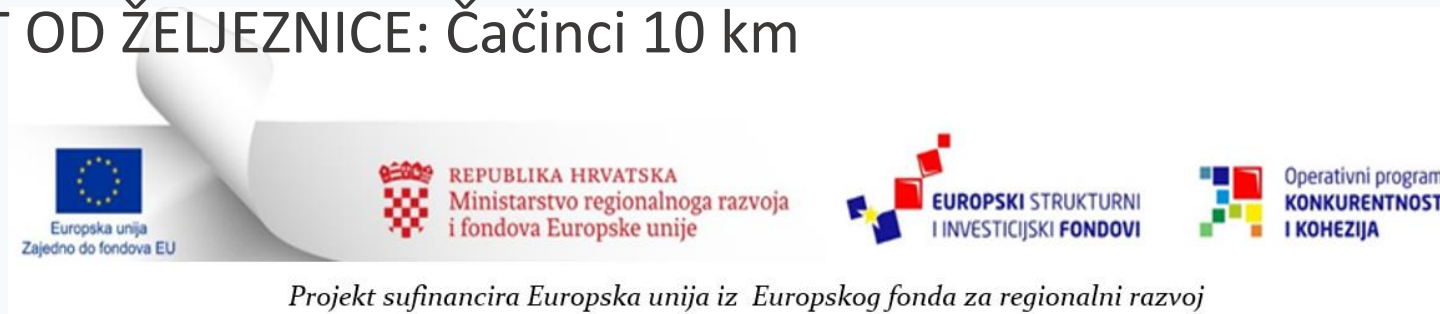 T OD ŽELJEZNICE: Čačinci 10 km
Europska unija
Zajedno do fondova EU
REPUBLIKA HRVATSKA
Ministarstvo regionalnoga razvoja
i fondova Europske unije
EUROPSKI STRUKTURNI
I INVESTICIJSKI FONDOVI
Operativni program
KONKURENTNOST
I KOHEZIJA
Projekt sufinancira Europska unija iz Europskog fonda za regionalni razvoj